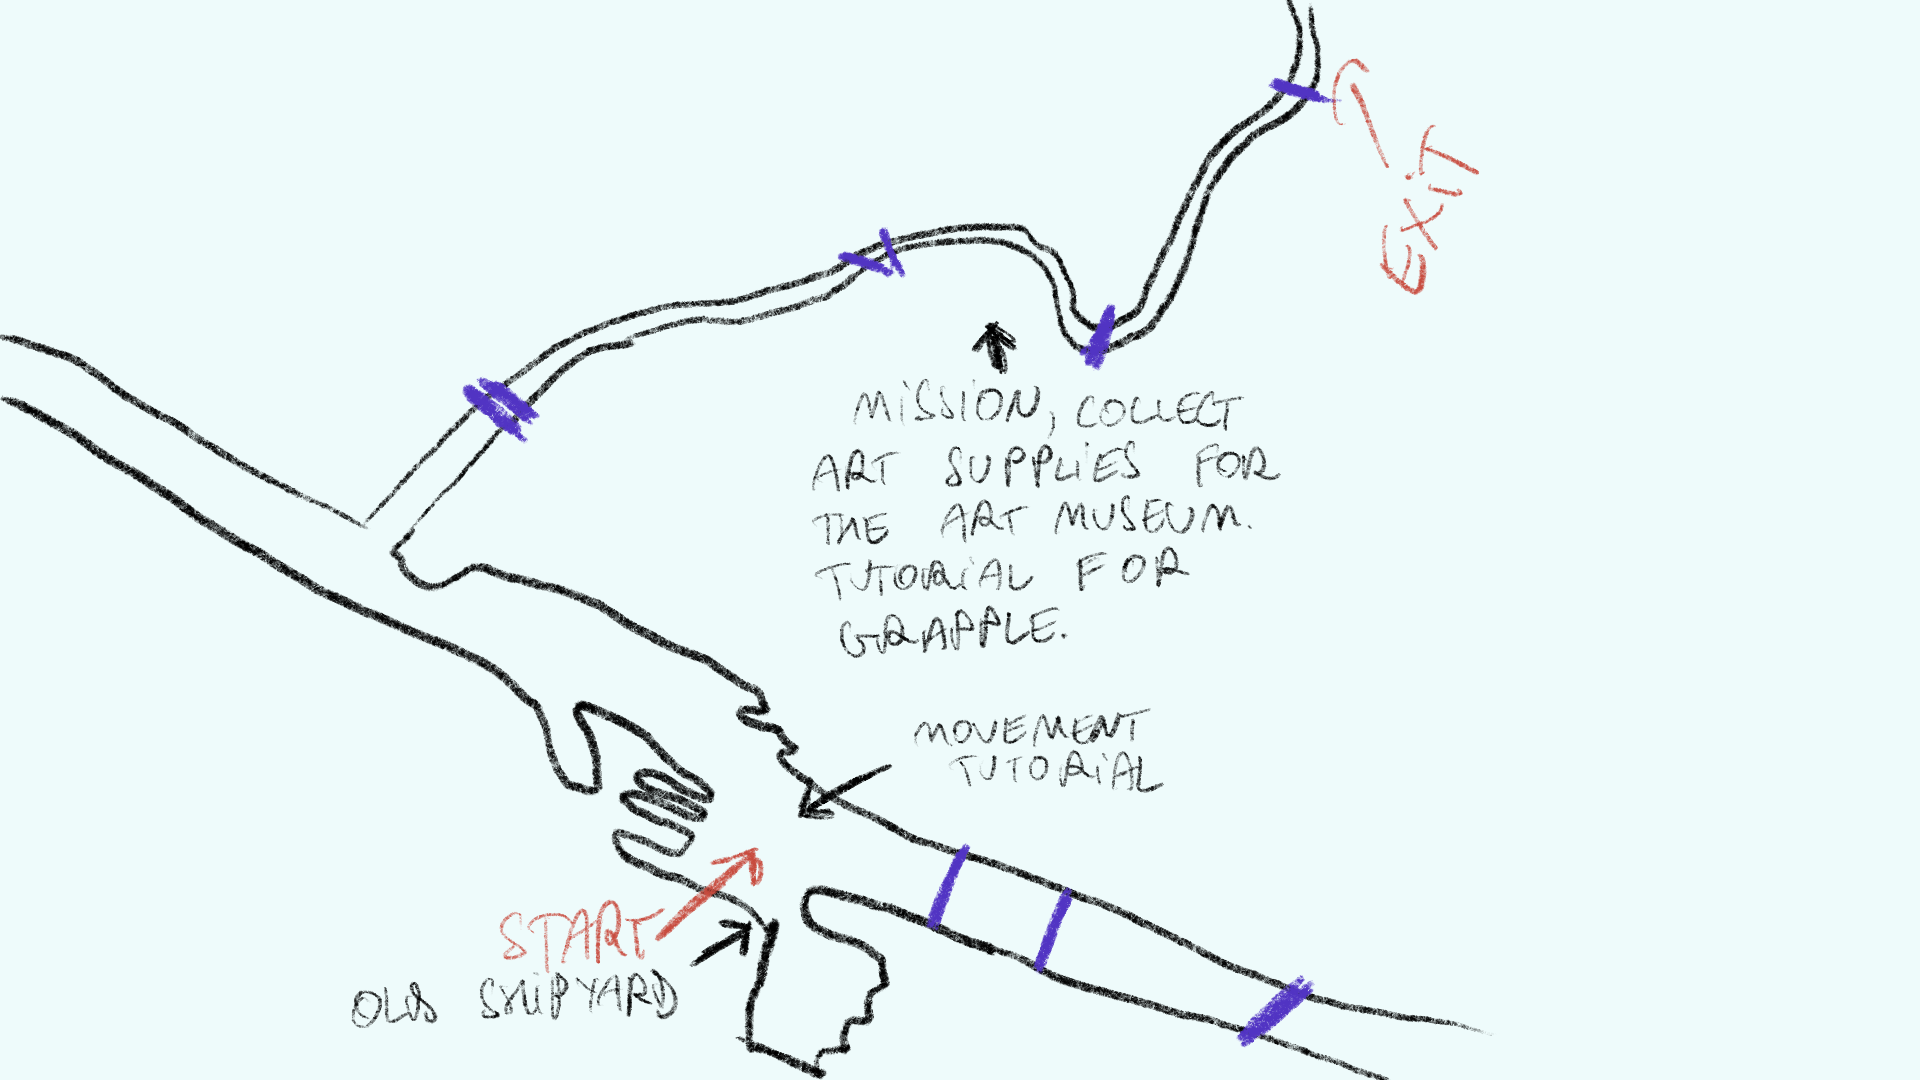 EXiT
MiSSiON, COLLECT
ART SUPPLiES FOR
THE ART MUSEUM.
TUTORiAL FOR
GRAPPLE.
MOVEMENT
TUTORiAL
START
OLD SHiPYARD